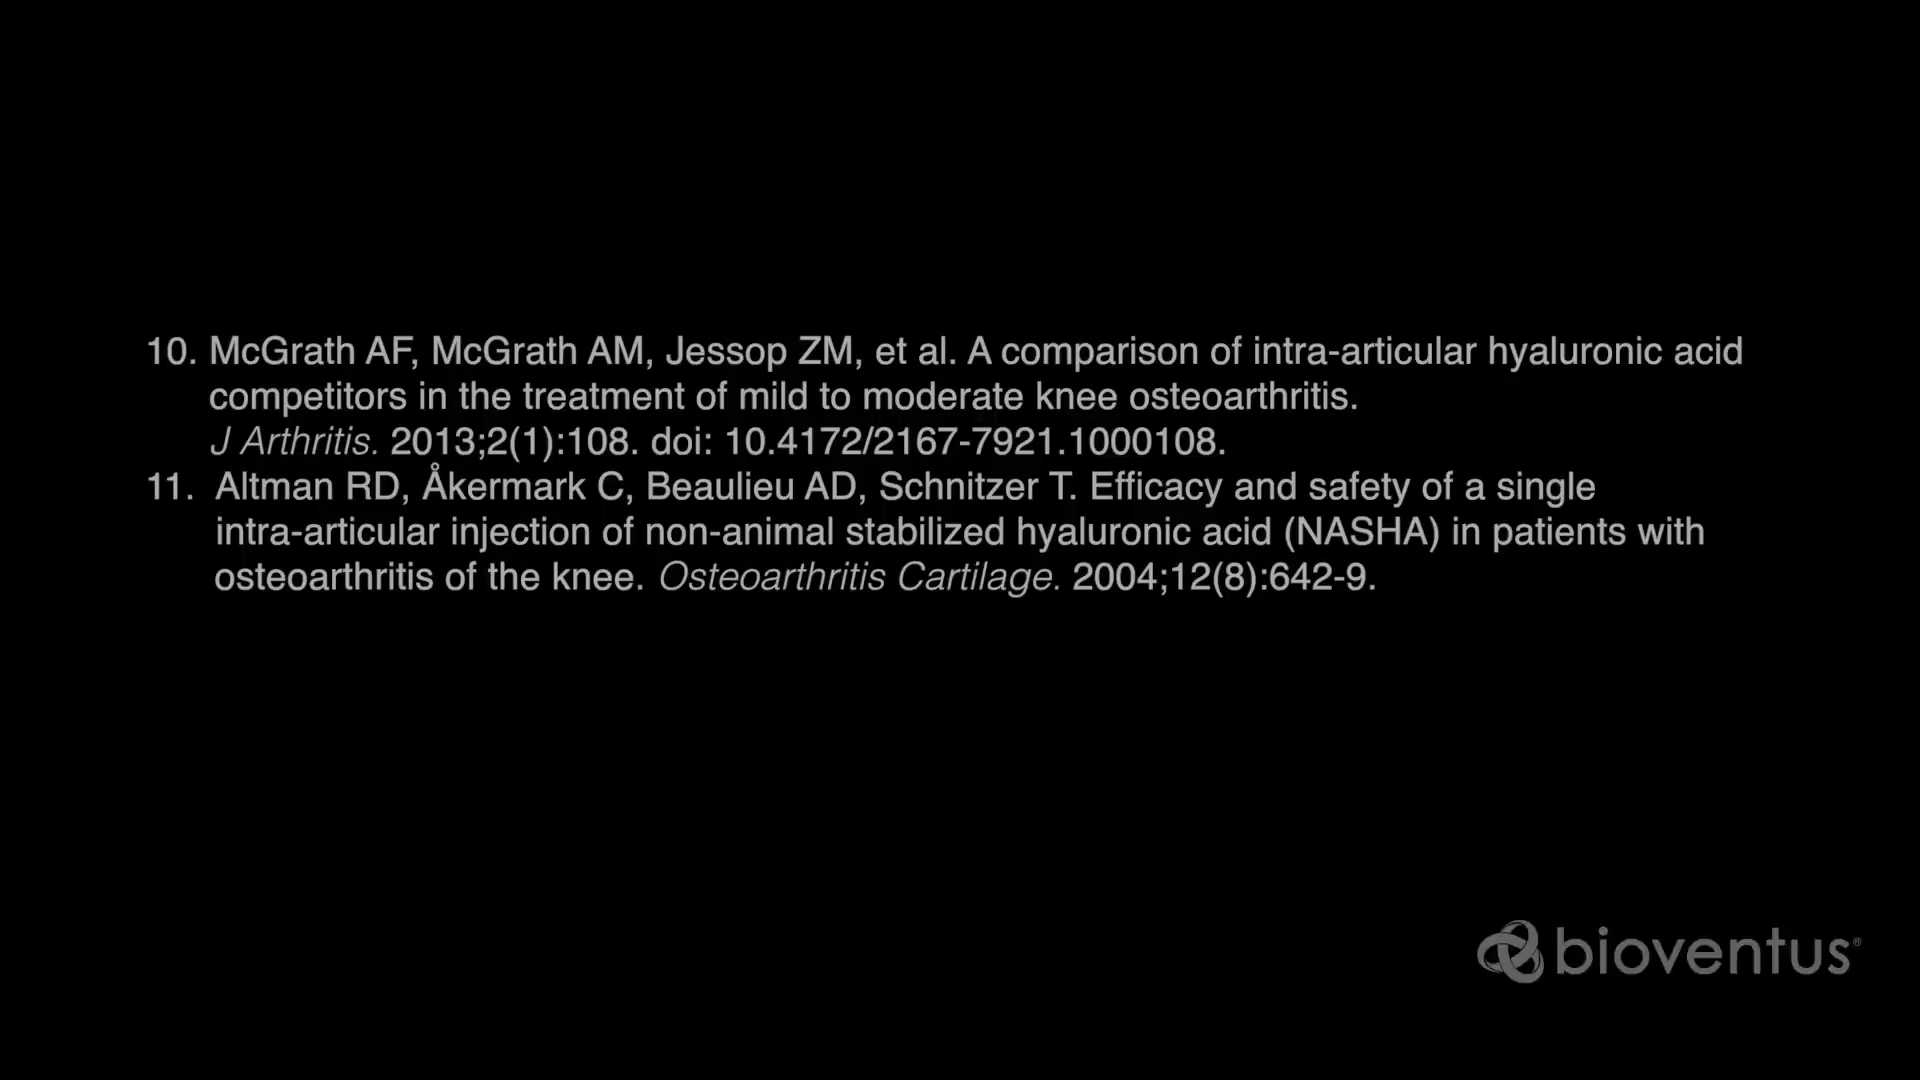 10. McGrath AF, McGrath AM, Jessop ZM, et al. A comparison of intra-articular hyaluronic acid
competitors in the treatment of mild to moderate knee osteoarthritis.
J Arthritis. 2013;2(1):108. doi: 10.4172/2167-7921.1000108.
11. Altman RD, Åkermark C, Beaulieu AD, Schnitzer T. Efficacy and safety of a single
intra-articular injection of non-animal stabilized hyaluronic acid (NASHA) in patients with
osteoarthritis of the knee. Osteoarthritis Cartilage. 2004;12(8):642-9.
bioventus®